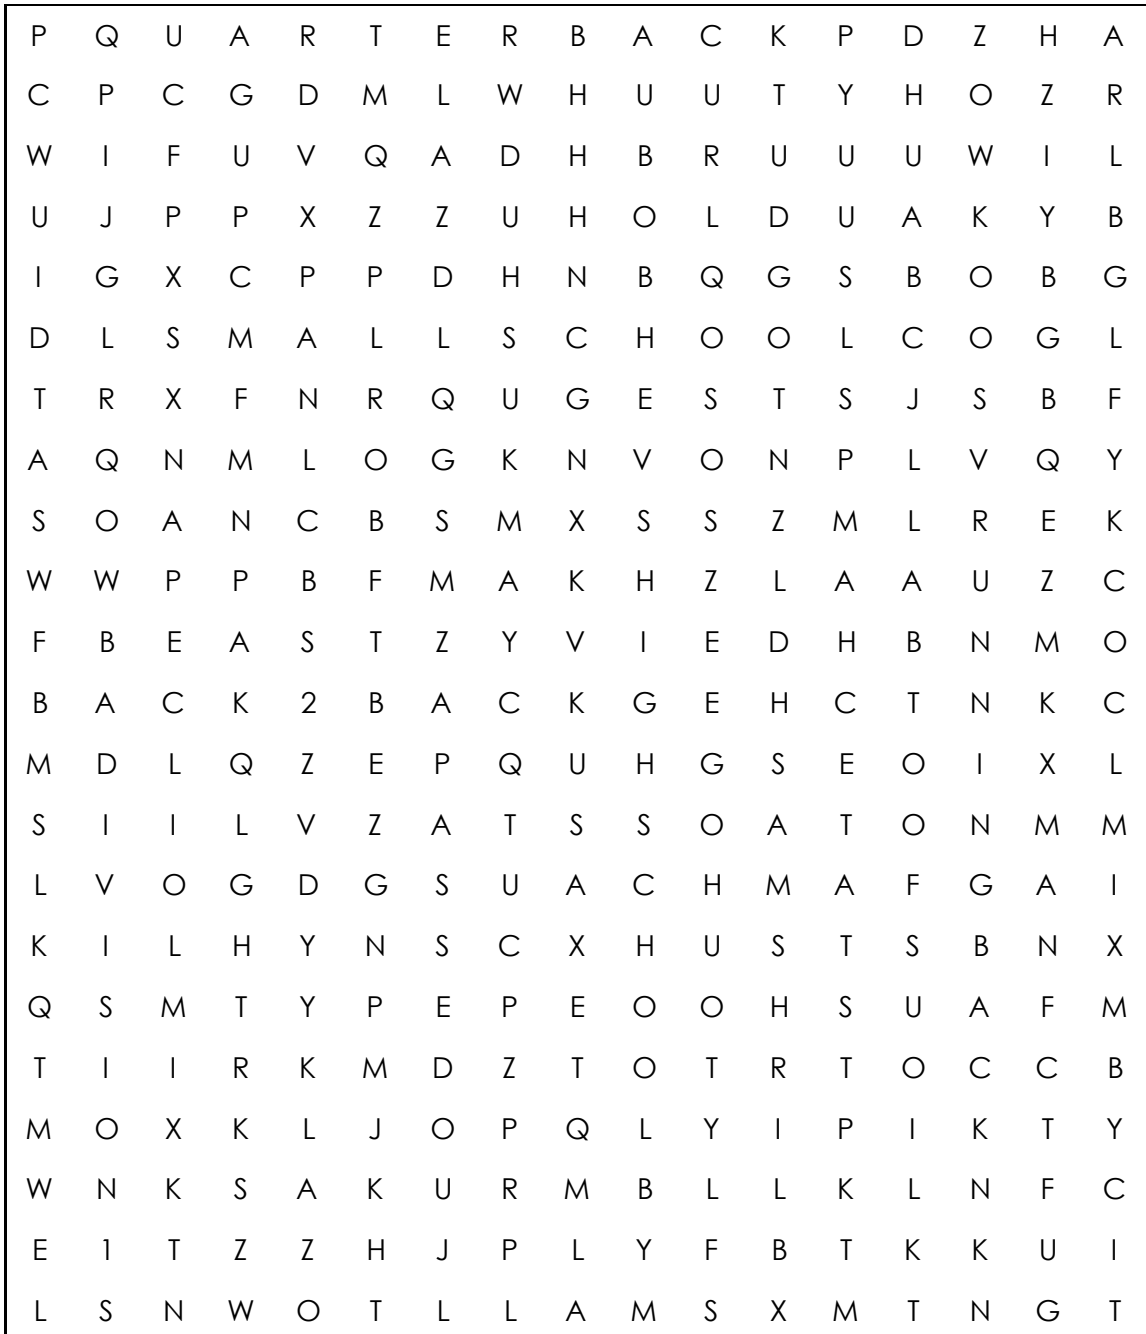 P Q U A R T E R B A C K P D Z H A
C P C G D M L W H U U T Y H O Z R
W I F U V Q A D H B R U U U W I L
U J P P X Z Z U H O L D U A K Y B
I G X C P P D H N B Q G S B O B G
D L S M A L L S C H O O L C O G L
T R X F N R Q U G E S T S J S B F
A Q N M L O G K N V O N P L V Q Y
S O A N C B S M X S S Z M L R E K
W W P P B F M A K H Z L A A U Z C
F B E A S T Z Y V I E D H B N M O
B A C K 2 B A C K G E H C T N K C
M D L Q Z E P Q U H G S E O I X L
S I I L V Z A T S S O A T O N M M
L V O G D G S U A C H M A F G A I
K I L H Y N S C X H U S T S B N X
Q S M T Y P E P E O O H S U A F M
T I I R K M D Z T O T R T O C C B
M O X K L J O P Q L Y I P I K T Y
W N K S A K U R M B L L K L N F C
E 1 T Z Z H J P L Y F B T K K U I
L S N W O T L L A M S X M T N G T